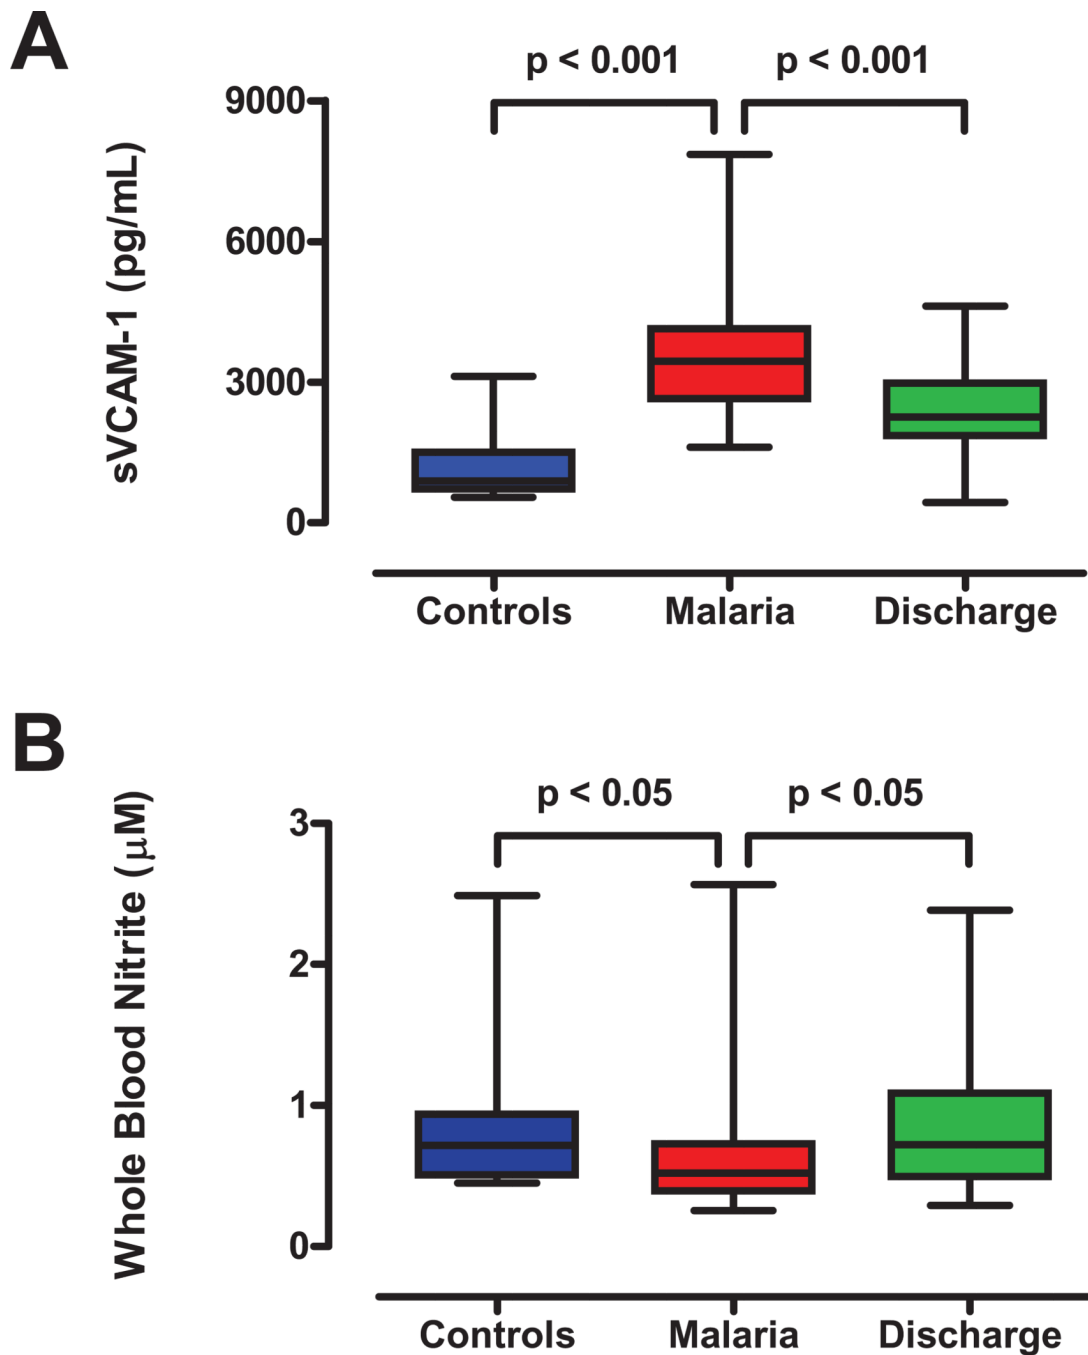 A
p < 0.001
p < 0.001
sVCAM-1 (pg/mL)
9000
6000
3000
0
Controls
Malaria
Discharge
B
p < 0.05
p < 0.05
Whole Blood Nitrite (μM)
3
2
1
0
Controls
Malaria
Discharge